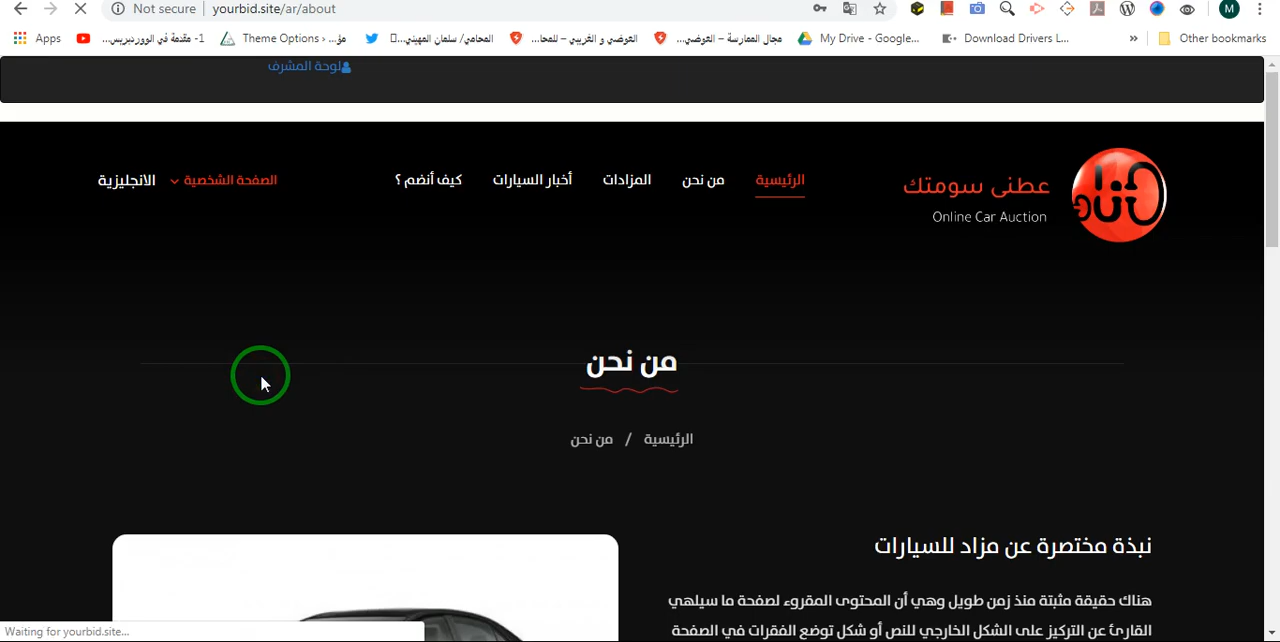 Not secure | yourbid.site/ar/about
M
Apps
1- مقدمة في الووردبريس...
Theme Options › مؤ...
المحامي/ سلمان المهيني...
العوضي و الغريبي – للمحا...
مجال الممارسة – العوضي...
My Drive - Google...
Download Drivers L...
»
Other bookmarks
لوحة المشرف
عطنى سومتك
Online Car Auction
الرئيسية
من نحن
المزادات
أخبار السيارات
كيف أنضم ؟
الصفحة الشخصية
الانجليزية
من نحن
الرئيسية / من نحن
نبذة مختصرة عن مزاد للسيارات
هناك حقيقة مثبتة منذ زمن طويل وهي أن المحتوى المقروء لصفحة ما سيلهي
القارئ عن التركيز على الشكل الخارجي للنص أو شكل توضع الفقرات في الصفحة
Waiting for yourbid.site...